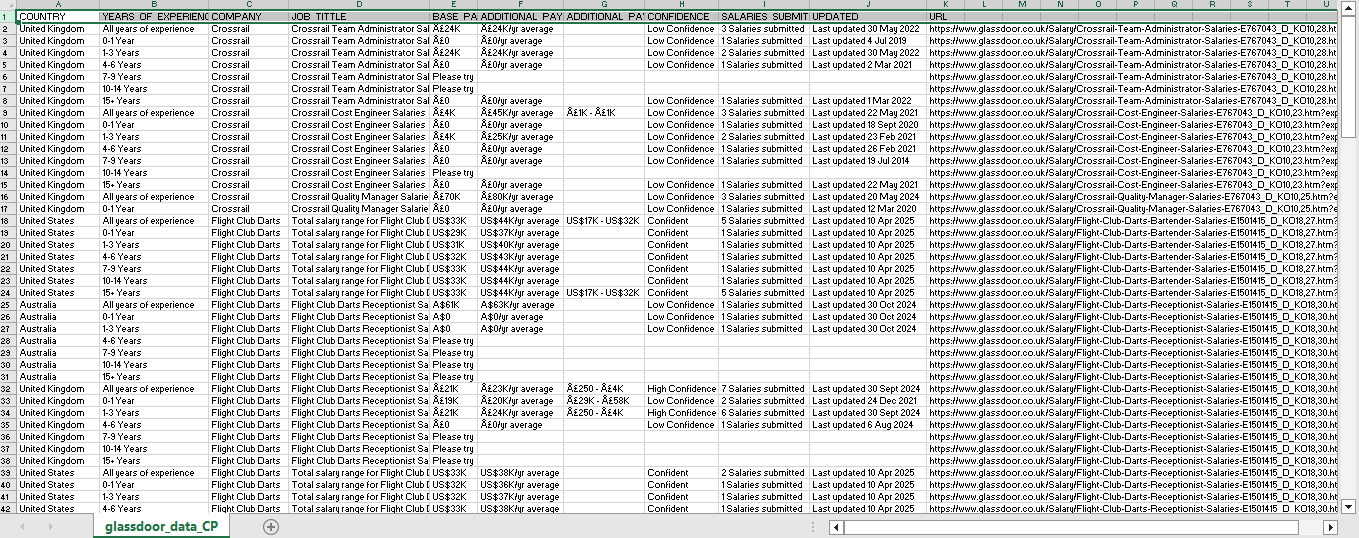 A B C D E F G H I J K L M N O P Q R S T U
1 COUNTRY YEARS_OF_EXPERIENC COMPANY JOB_TITTLE BASE_PA ADDITIONAL_PAY ADDITIONAL_PA CONFIDENCE SALARIES_SUBMIT UPDATED URL
2 United Kingdom All years of experience Crossrail Crossrail Team Administrator Sal Â£24K Â£24K/yr average Low Confidence 3 Salaries submitted Last updated 30 May 2022 https://www.glassdoor.co.uk/Salary/Crossrail-Team-Administrator-Salaries-E767043_D_KO10,28.ht
3 United Kingdom 0-1 Year Crossrail Crossrail Team Administrator Sal Â£0 Â£0/yr average Low Confidence 1 Salaries submitted Last updated 4 Jul 2019 https://www.glassdoor.co.uk/Salary/Crossrail-Team-Administrator-Salaries-E767043_D_KO10,28.ht
4 United Kingdom 1-3 Years Crossrail Crossrail Team Administrator Sal Â£24K Â£24K/yr average Low Confidence 2 Salaries submitted Last updated 30 May 2022 https://www.glassdoor.co.uk/Salary/Crossrail-Team-Administrator-Salaries-E767043_D_KO10,28.ht
5 United Kingdom 4-6 Years Crossrail Crossrail Team Administrator Sal Â£0 Â£0/yr average Low Confidence 1 Salaries submitted Last updated 2 Mar 2021 https://www.glassdoor.co.uk/Salary/Crossrail-Team-Administrator-Salaries-E767043_D_KO10,28.ht
6 United Kingdom 7-9 Years Crossrail Crossrail Team Administrator Sal Please try https://www.glassdoor.co.uk/Salary/Crossrail-Team-Administrator-Salaries-E767043_D_KO10,28.ht
7 United Kingdom 10-14 Years Crossrail Crossrail Team Administrator Sal Please try https://www.glassdoor.co.uk/Salary/Crossrail-Team-Administrator-Salaries-E767043_D_KO10,28.ht
8 United Kingdom 15+ Years Crossrail Crossrail Team Administrator Sal Â£0 Â£0/yr average Low Confidence 1 Salaries submitted Last updated 1 Mar 2022 https://www.glassdoor.co.uk/Salary/Crossrail-Team-Administrator-Salaries-E767043_D_KO10,28.ht
9 United Kingdom All years of experience Crossrail Crossrail Cost Engineer Salaries Â£4K Â£45K/yr average Â£1K - Â£1K Low Confidence 3 Salaries submitted Last updated 22 May 2021 https://www.glassdoor.co.uk/Salary/Crossrail-Cost-Engineer-Salaries-E767043_D_KO10,23.htm?exp
10 United Kingdom 0-1 Year Crossrail Crossrail Cost Engineer Salaries Â£0 Â£0/yr average Low Confidence 1 Salaries submitted Last updated 18 Sept 2020 https://www.glassdoor.co.uk/Salary/Crossrail-Cost-Engineer-Salaries-E767043_D_KO10,23.htm?exp
11 United Kingdom 1-3 Years Crossrail Crossrail Cost Engineer Salaries Â£4K Â£25K/yr average Low Confidence 2 Salaries submitted Last updated 23 Feb 2021 https://www.glassdoor.co.uk/Salary/Crossrail-Cost-Engineer-Salaries-E767043_D_KO10,23.htm?exp
12 United Kingdom 4-6 Years Crossrail Crossrail Cost Engineer Salaries Â£0 Â£0/yr average Low Confidence 1 Salaries submitted Last updated 26 Feb 2021 https://www.glassdoor.co.uk/Salary/Crossrail-Cost-Engineer-Salaries-E767043_D_KO10,23.htm?exp
13 United Kingdom 7-9 Years Crossrail Crossrail Cost Engineer Salaries Â£0 Â£0/yr average Low Confidence 1 Salaries submitted Last updated 19 Jul 2014 https://www.glassdoor.co.uk/Salary/Crossrail-Cost-Engineer-Salaries-E767043_D_KO10,23.htm?exp
14 United Kingdom 10-14 Years Crossrail Crossrail Cost Engineer Salaries Please try https://www.glassdoor.co.uk/Salary/Crossrail-Cost-Engineer-Salaries-E767043_D_KO10,23.htm?exp
15 United Kingdom 15+ Years Crossrail Crossrail Cost Engineer Salaries Â£0 Â£0/yr average Low Confidence 1 Salaries submitted Last updated 22 May 2021 https://www.glassdoor.co.uk/Salary/Crossrail-Cost-Engineer-Salaries-E767043_D_KO10,23.htm?exp
16 United Kingdom All years of experience Crossrail Crossrail Quality Manager Salarie Â£70K Â£80K/yr average Low Confidence 3 Salaries submitted Last updated 20 May 2024 https://www.glassdoor.co.uk/Salary/Crossrail-Quality-Manager-Salaries-E767043_D_KO10,25.htm?e
17 United Kingdom 0-1 Year Crossrail Crossrail Quality Manager Salarie Â£0 Â£0/yr average Low Confidence 1 Salaries submitted Last updated 12 Mar 2020 https://www.glassdoor.co.uk/Salary/Crossrail-Quality-Manager-Salaries-E767043_D_KO10,25.htm?e
18 United States All years of experience Flight Club Darts Total salary range for Flight Club D US$33K US$44K/yr average US$17K - US$32K Confident 5 Salaries submitted Last updated 10 Apr 2025 https://www.glassdoor.co.uk/Salary/Flight-Club-Darts-Bartender-Salaries-E1501415_D_KO18,27.htm?
19 United States 0-1 Year Flight Club Darts Total salary range for Flight Club D US$29K US$37K/yr average Confident 1 Salaries submitted Last updated 10 Apr 2025 https://www.glassdoor.co.uk/Salary/Flight-Club-Darts-Bartender-Salaries-E1501415_D_KO18,27.htm?
20 United States 1-3 Years Flight Club Darts Total salary range for Flight Club D US$31K US$40K/yr average Confident 1 Salaries submitted Last updated 10 Apr 2025 https://www.glassdoor.co.uk/Salary/Flight-Club-Darts-Bartender-Salaries-E1501415_D_KO18,27.htm?
21 United States 4-6 Years Flight Club Darts Total salary range for Flight Club D US$32K US$43K/yr average Confident 1 Salaries submitted Last updated 10 Apr 2025 https://www.glassdoor.co.uk/Salary/Flight-Club-Darts-Bartender-Salaries-E1501415_D_KO18,27.htm?
22 United States 7-9 Years Flight Club Darts Total salary range for Flight Club D US$33K US$44K/yr average Confident 1 Salaries submitted Last updated 10 Apr 2025 https://www.glassdoor.co.uk/Salary/Flight-Club-Darts-Bartender-Salaries-E1501415_D_KO18,27.htm?
23 United States 10-14 Years Flight Club Darts Total salary range for Flight Club D US$33K US$44K/yr average Confident 1 Salaries submitted Last updated 10 Apr 2025 https://www.glassdoor.co.uk/Salary/Flight-Club-Darts-Bartender-Salaries-E1501415_D_KO18,27.htm?
24 United States 15+ Years Flight Club Darts Total salary range for Flight Club D US$33K US$44K/yr average US$17K - US$32K Confident 5 Salaries submitted Last updated 10 Apr 2025 https://www.glassdoor.co.uk/Salary/Flight-Club-Darts-Bartender-Salaries-E1501415_D_KO18,27.htm?
25 Australia All years of experience Flight Club Darts Flight Club Darts Receptionist Sa A$61K A$63K/yr average Low Confidence 1 Salaries submitted Last updated 30 Oct 2024 https://www.glassdoor.co.uk/Salary/Flight-Club-Darts-Receptionist-Salaries-E1501415_D_KO18,30.ht
26 Australia 0-1 Year Flight Club Darts Flight Club Darts Receptionist Sa A$0 A$0/yr average Low Confidence 1 Salaries submitted Last updated 30 Oct 2024 https://www.glassdoor.co.uk/Salary/Flight-Club-Darts-Receptionist-Salaries-E1501415_D_KO18,30.ht
27 Australia 1-3 Years Flight Club Darts Flight Club Darts Receptionist Sa A$0 A$0/yr average Low Confidence 1 Salaries submitted Last updated 30 Oct 2024 https://www.glassdoor.co.uk/Salary/Flight-Club-Darts-Receptionist-Salaries-E1501415_D_KO18,30.ht
28 Australia 4-6 Years Flight Club Darts Flight Club Darts Receptionist Sa Please try https://www.glassdoor.co.uk/Salary/Flight-Club-Darts-Receptionist-Salaries-E1501415_D_KO18,30.ht
29 Australia 7-9 Years Flight Club Darts Flight Club Darts Receptionist Sa Please try https://www.glassdoor.co.uk/Salary/Flight-Club-Darts-Receptionist-Salaries-E1501415_D_KO18,30.ht
30 Australia 10-14 Years Flight Club Darts Flight Club Darts Receptionist Sa Please try https://www.glassdoor.co.uk/Salary/Flight-Club-Darts-Receptionist-Salaries-E1501415_D_KO18,30.ht
31 Australia 15+ Years Flight Club Darts Flight Club Darts Receptionist Sa Please try https://www.glassdoor.co.uk/Salary/Flight-Club-Darts-Receptionist-Salaries-E1501415_D_KO18,30.ht
32 United Kingdom All years of experience Flight Club Darts Flight Club Darts Receptionist Sa Â£21K Â£23K/yr average Â£250 - Â£4K High Confidence 7 Salaries submitted Last updated 30 Sept 2024 https://www.glassdoor.co.uk/Salary/Flight-Club-Darts-Receptionist-Salaries-E1501415_D_KO18,30.ht
33 United Kingdom 0-1 Year Flight Club Darts Flight Club Darts Receptionist Sa Â£19K Â£20K/yr average Â£29K - Â£58K Low Confidence 2 Salaries submitted Last updated 24 Dec 2021 https://www.glassdoor.co.uk/Salary/Flight-Club-Darts-Receptionist-Salaries-E1501415_D_KO18,30.ht
34 United Kingdom 1-3 Years Flight Club Darts Flight Club Darts Receptionist Sa Â£21K Â£24K/yr average Â£250 - Â£4K High Confidence 6 Salaries submitted Last updated 30 Sept 2024 https://www.glassdoor.co.uk/Salary/Flight-Club-Darts-Receptionist-Salaries-E1501415_D_KO18,30.ht
35 United Kingdom 4-6 Years Flight Club Darts Flight Club Darts Receptionist Sa Â£0 Â£0/yr average Low Confidence 1 Salaries submitted Last updated 6 Aug 2024 https://www.glassdoor.co.uk/Salary/Flight-Club-Darts-Receptionist-Salaries-E1501415_D_KO18,30.ht
36 United Kingdom 7-9 Years Flight Club Darts Flight Club Darts Receptionist Sa Please try https://www.glassdoor.co.uk/Salary/Flight-Club-Darts-Receptionist-Salaries-E1501415_D_KO18,30.ht
37 United Kingdom 10-14 Years Flight Club Darts Flight Club Darts Receptionist Sa Please try https://www.glassdoor.co.uk/Salary/Flight-Club-Darts-Receptionist-Salaries-E1501415_D_KO18,30.ht
38 United Kingdom 15+ Years Flight Club Darts Flight Club Darts Receptionist Sa Please try https://www.glassdoor.co.uk/Salary/Flight-Club-Darts-Receptionist-Salaries-E1501415_D_KO18,30.ht
39 United States All years of experience Flight Club Darts Total salary range for Flight Club D US$33K US$38K/yr average Confident 2 Salaries submitted Last updated 10 Apr 2025 https://www.glassdoor.co.uk/Salary/Flight-Club-Darts-Receptionist-Salaries-E1501415_D_KO18,30.ht
40 United States 0-1 Year Flight Club Darts Total salary range for Flight Club D US$32K US$36K/yr average Confident 1 Salaries submitted Last updated 10 Apr 2025 https://www.glassdoor.co.uk/Salary/Flight-Club-Darts-Receptionist-Salaries-E1501415_D_KO18,30.ht
41 United States 1-3 Years Flight Club Darts Total salary range for Flight Club D US$32K US$37K/yr average Confident 1 Salaries submitted Last updated 10 Apr 2025 https://www.glassdoor.co.uk/Salary/Flight-Club-Darts-Receptionist-Salaries-E1501415_D_KO18,30.ht
42 United States 4-6 Years Flight Club Darts Total salary range for Flight Club D US$33K US$38K/yr average Confident 1 Salaries submitted Last updated 10 Apr 2025 https://www.glassdoor.co.uk/Salary/Flight-Club-Darts-Receptionist-Salaries-E1501415_D_KO18,30.ht
glassdoor_data_CP